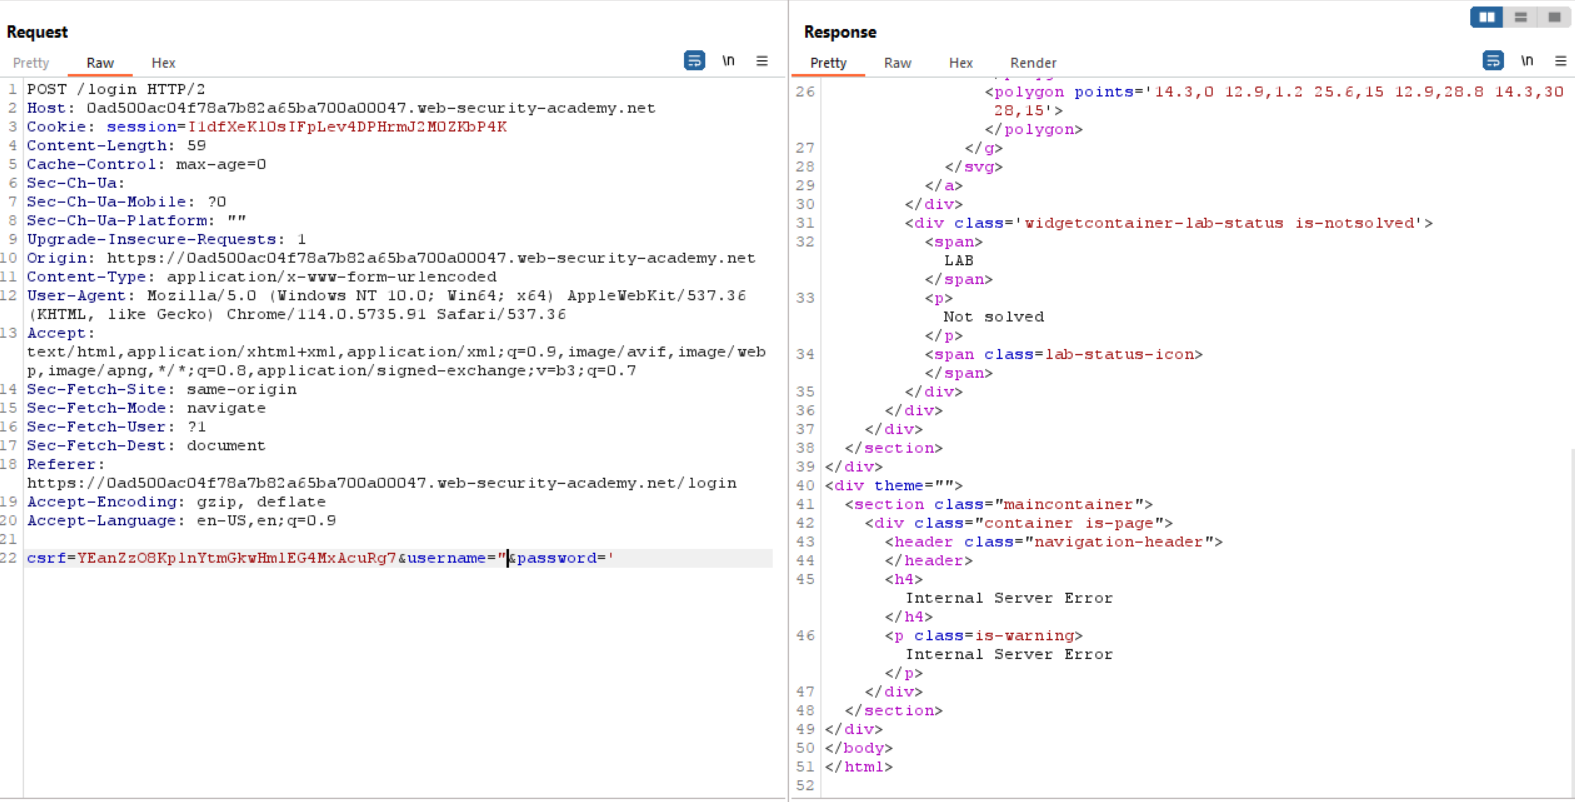 Request
Pretty Raw Hex
\n
1 POST /login HTTP/2
2 Host: 0ad500ac04f78a7b82a65ba700a00047.web-security-academy.net
3 Cookie: session=I1dfXeKlOsIFpLev4DPHrmJ2MOZKbP4K
4 Content-Length: 59
5 Cache-Control: max-age=0
6 Sec-Ch-Ua:
7 Sec-Ch-Ua-Mobile: ?0
8 Sec-Ch-Ua-Platform: ""
9 Upgrade-Insecure-Requests: 1
10 Origin: https://0ad500ac04f78a7b82a65ba700a00047.web-security-academy.net
11 Content-Type: application/x-www-form-urlencoded
12 User-Agent: Mozilla/5.0 (Windows NT 10.0; Win64; x64) AppleWebKit/537.36
(KHTML, like Gecko) Chrome/114.0.5735.91 Safari/537.36
13 Accept:
text/html,application/xhtml+xml,application/xml;q=0.9,image/avif,image/web
p,image/apng,*/*;q=0.8,application/signed-exchange;v=b3;q=0.7
14 Sec-Fetch-Site: same-origin
15 Sec-Fetch-Mode: navigate
16 Sec-Fetch-User: ?1
17 Sec-Fetch-Dest: document
18 Referer:
https://0ad500ac04f78a7b82a65ba700a00047.web-security-academy.net/login
19 Accept-Encoding: gzip, deflate
20 Accept-Language: en-US,en;q=0.9
21
22 csrf=YEanZzO8KplnYtmGkwHmlEG4MxAcuRg7&username="&password='
Response
Pretty Raw Hex Render
\n
26 <polygon points='14.3,0 12.9,1.2 25.6,15 12.9,28.8 14.3,30
28,15'>
</polygon>
27 </g>
28 </svg>
29 </a>
30 </div>
31 <div class='widgetcontainer-lab-status is-notsolved'>
32 <span>
LAB
</span>
33 <p>
Not solved
</p>
34 <span class=lab-status-icon>
</span>
35 </div>
36 </div>
37 </div>
38 </section>
39 </div>
40 <div theme="">
41 <section class="maincontainer">
42 <div class="container is-page">
43 <header class="navigation-header">
44 </header>
45 <h4>
Internal Server Error
</h4>
46 <p class=is-warning>
Internal Server Error
</p>
47 </div>
48 </section>
49 </div>
50 </body>
51 </html>
52